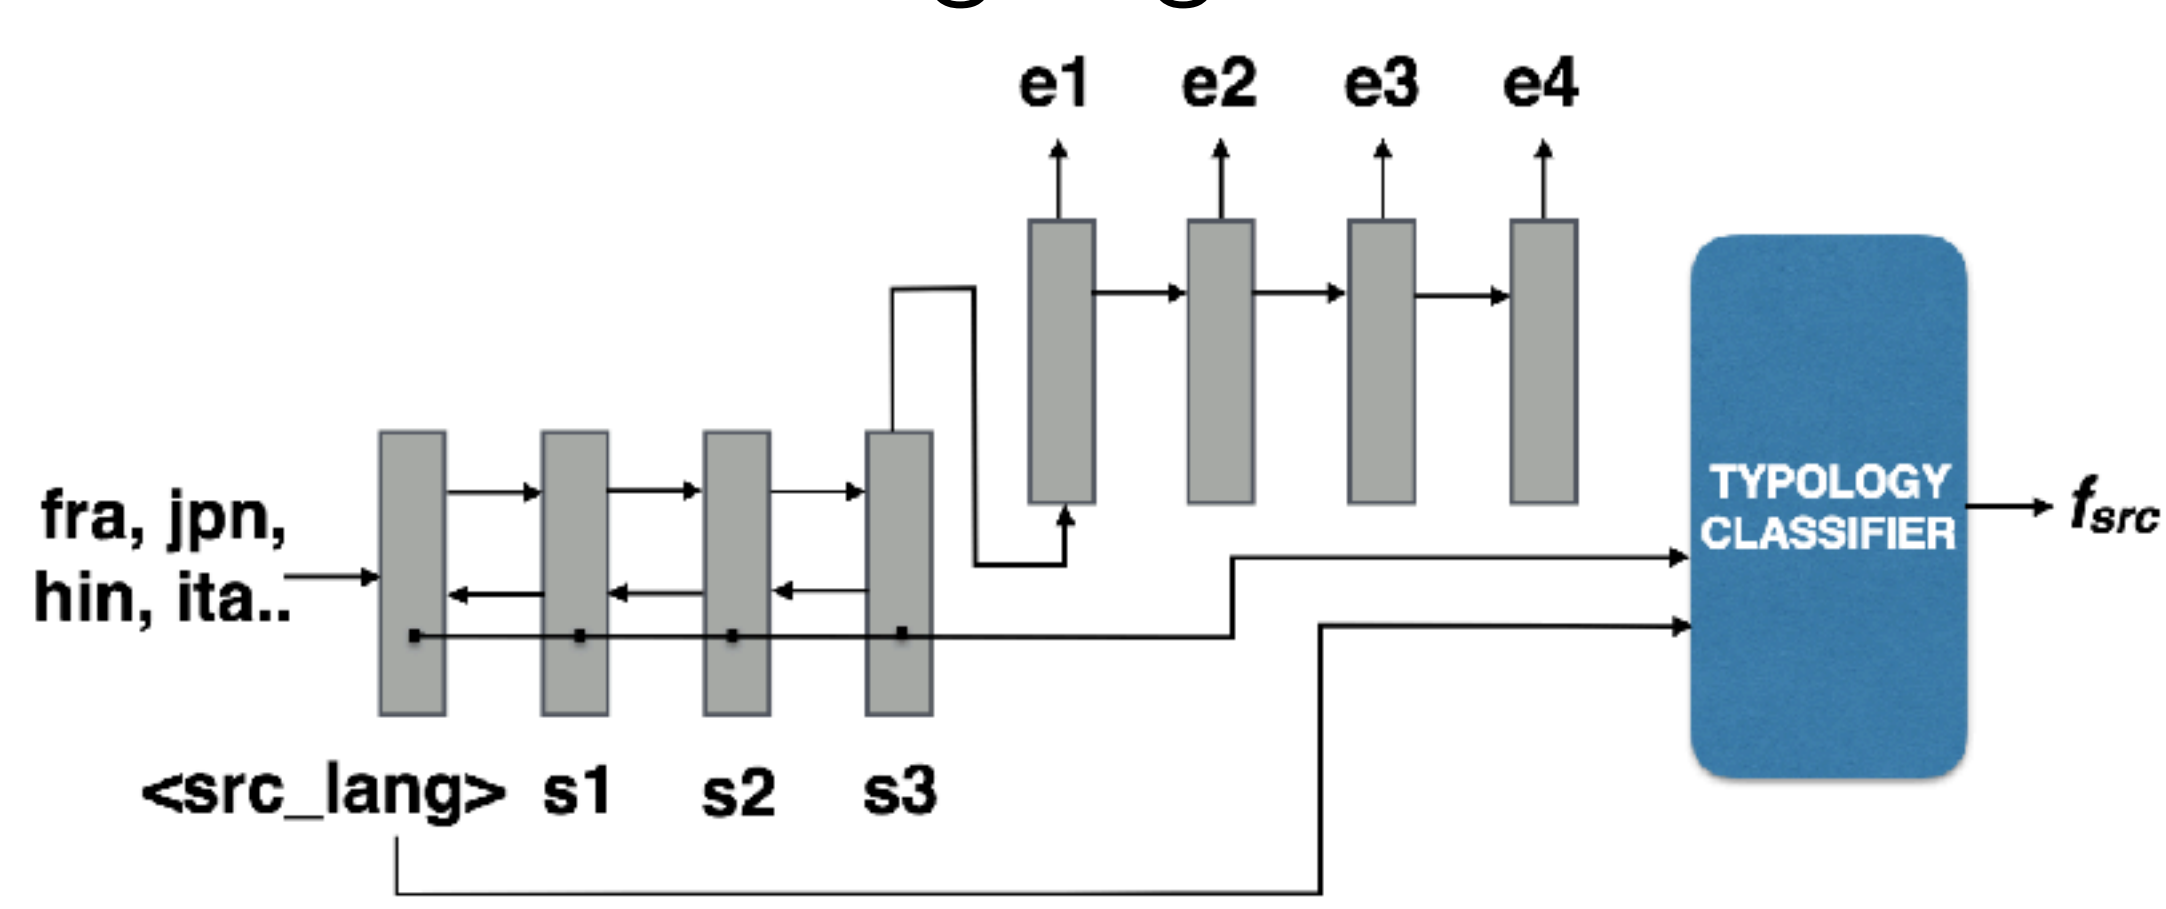 e1 e2 e3 e4
fra, jpn,
hin, ita..
TYPOLOGY
CLASSIFIER
fsrc
<src_lang> s1 s2 s3